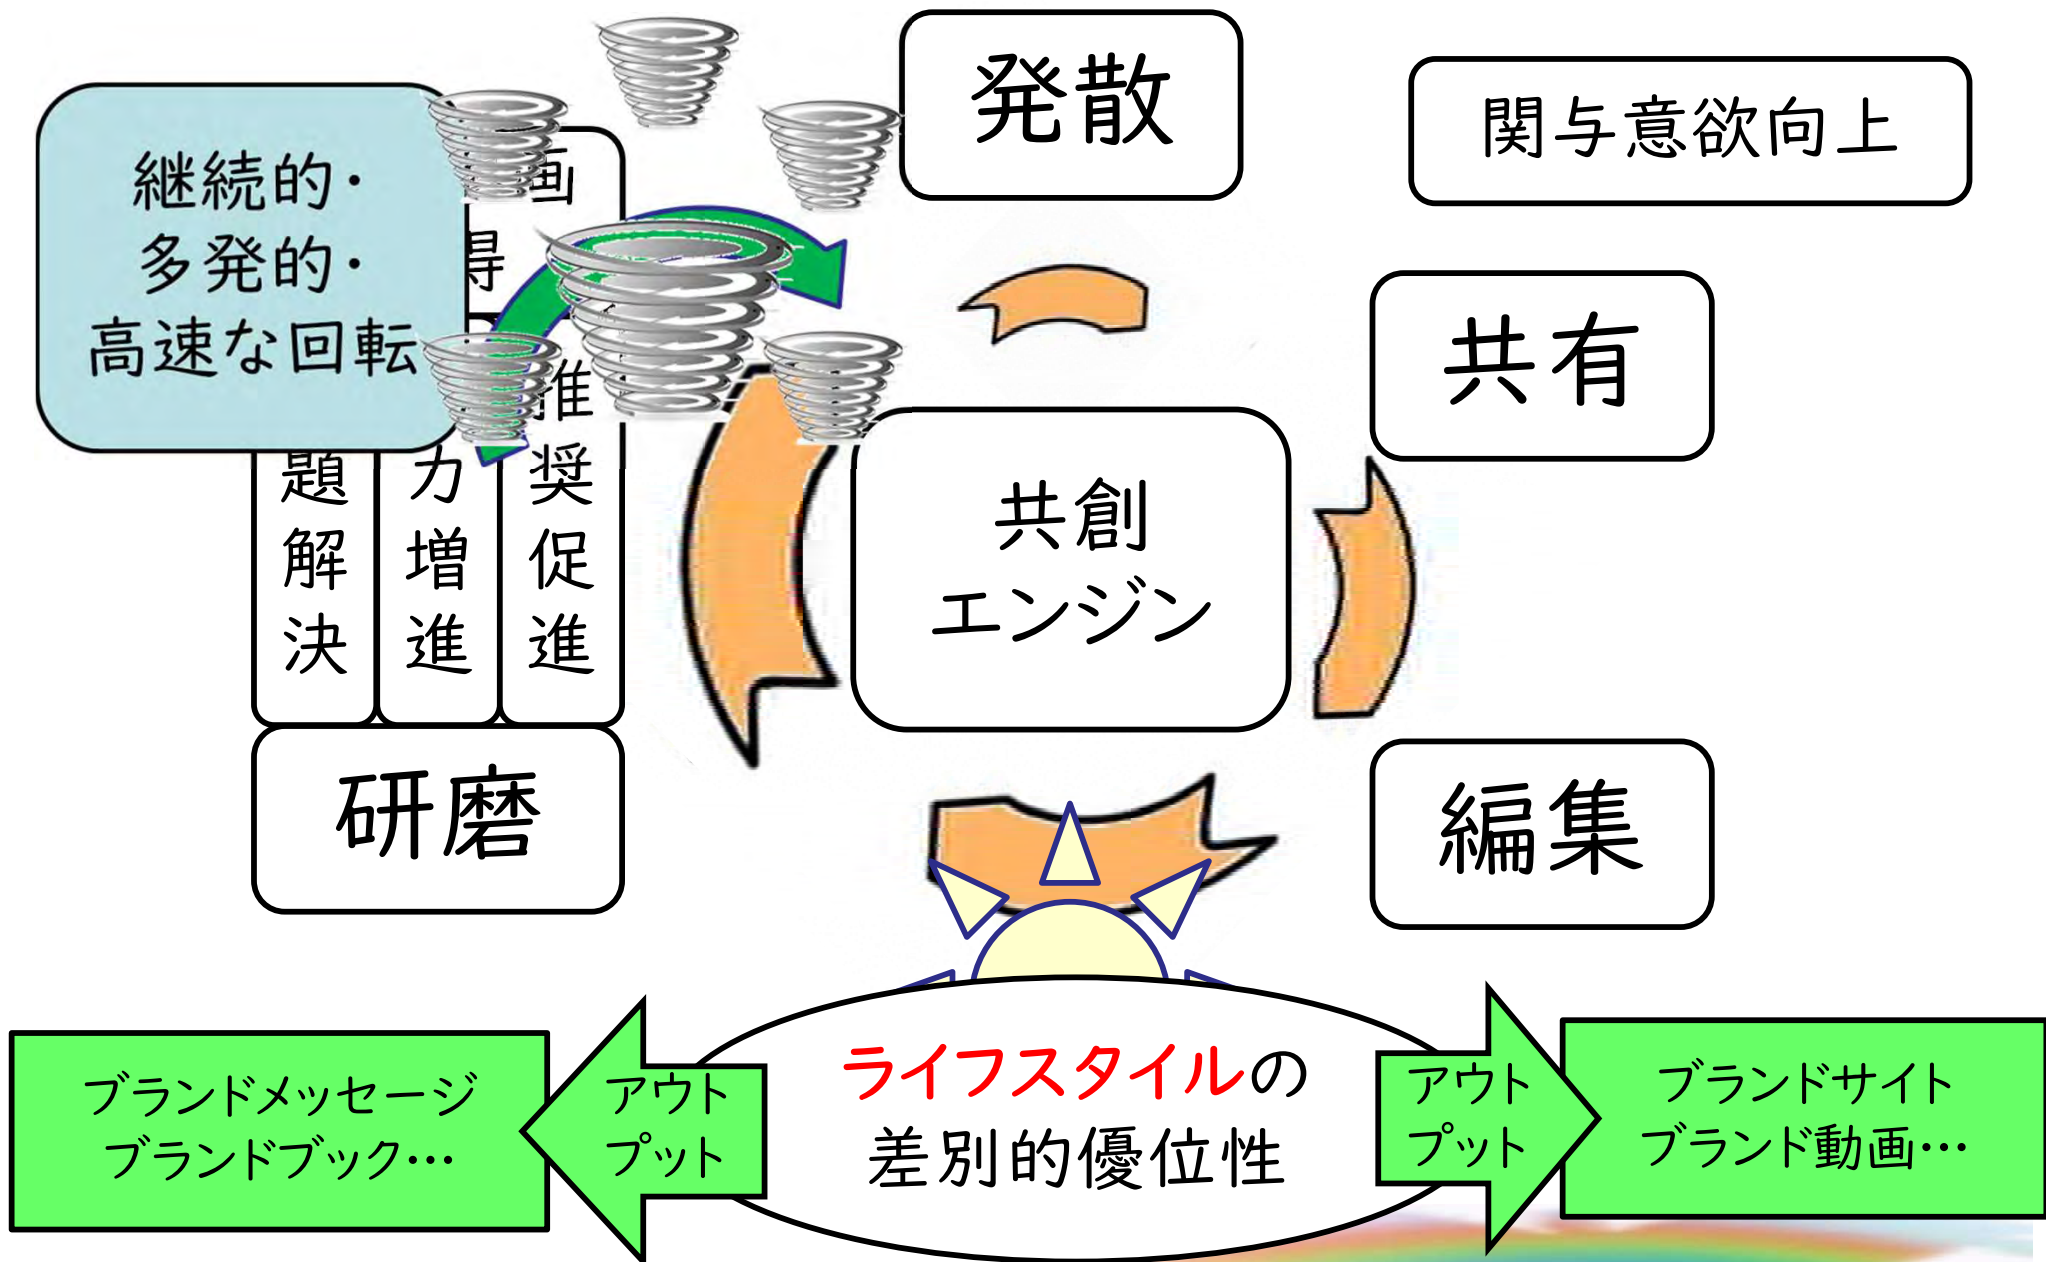 発散
関与意欲向上
継続的・
多発的・
高速な回転
画
得
共有
題解決
力増進
推奨促進
共創
エンジン
研磨
編集
ライフスタイルの
差別的優位性
アウト
プット
ブランドメッセージ
ブランドブック…
アウト
プット
ブランドサイト
ブランド動画…